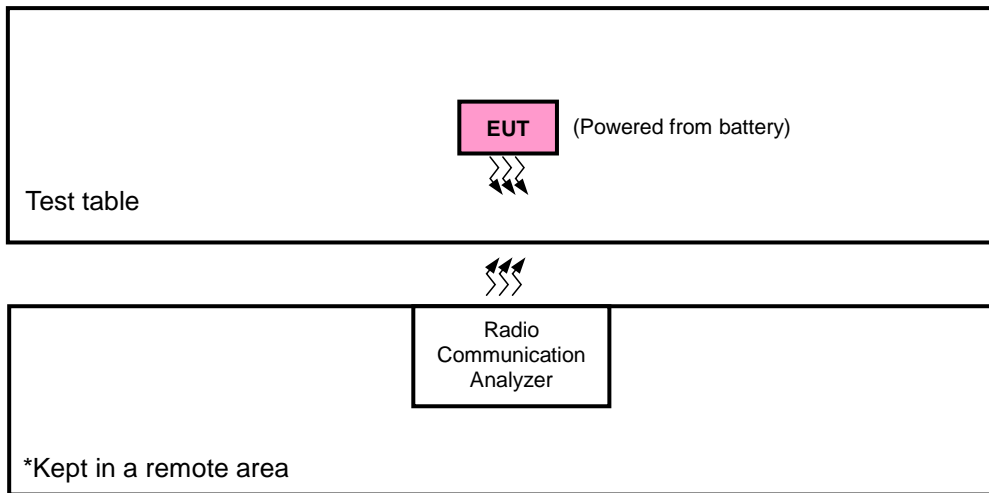 EUT
(Powered from battery)
Test table
Radio
Communication
Analyzer
*Kept in a remote area